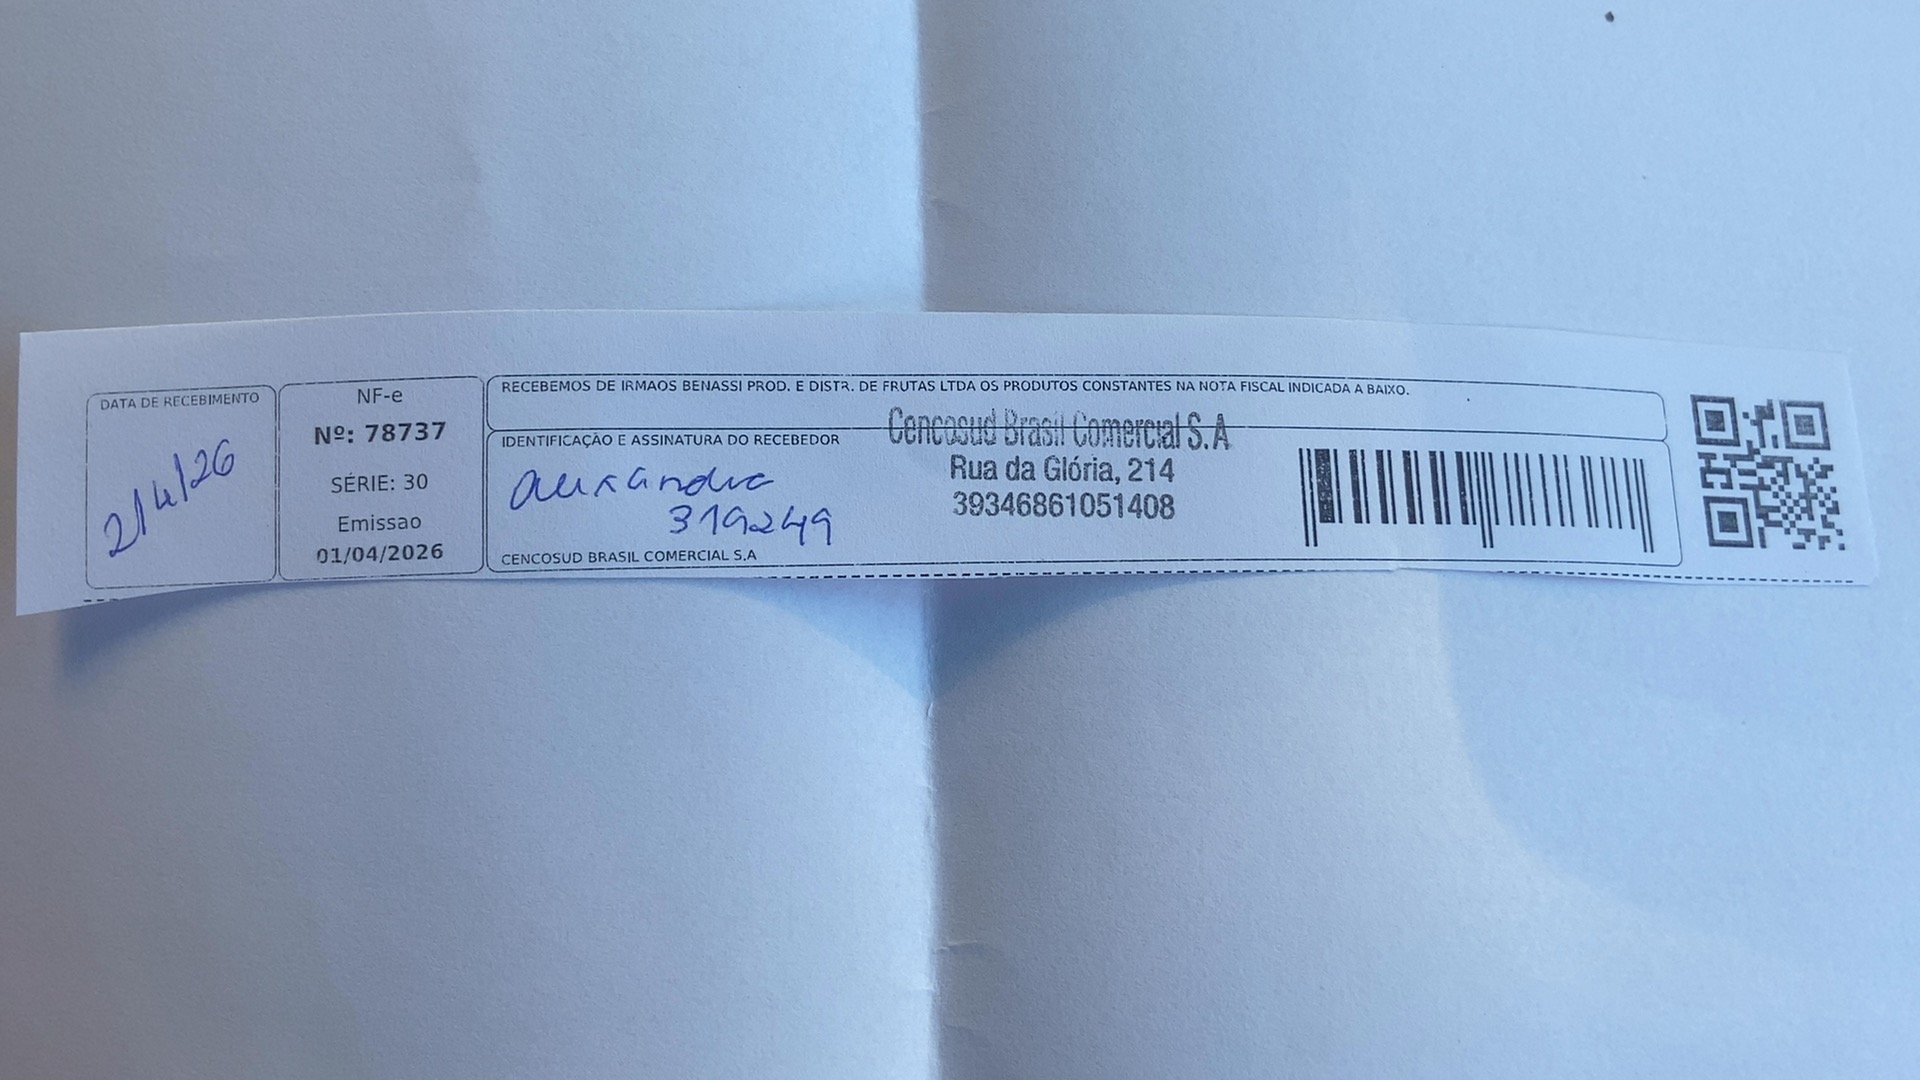 DATA DE RECEBIMENTO
2/4/26
NF-e
Nº: 78737
SÉRIE: 30
Emissao
01/04/2026
RECEBEMOS DE IRMAOS BENASSI PROD. E DISTR. DE FRUTAS LTDA OS PRODUTOS CONSTANTES NA NOTA FISCAL INDICADA A BAIXO.
IDENTIFICAÇÃO E ASSINATURA DO RECEBEDOR
Alexandra
319249
CENCOSUD BRASIL COMERCIAL S.A
Cencosud Brasil Comercial S.A
Rua da Glória, 214
39346861051408